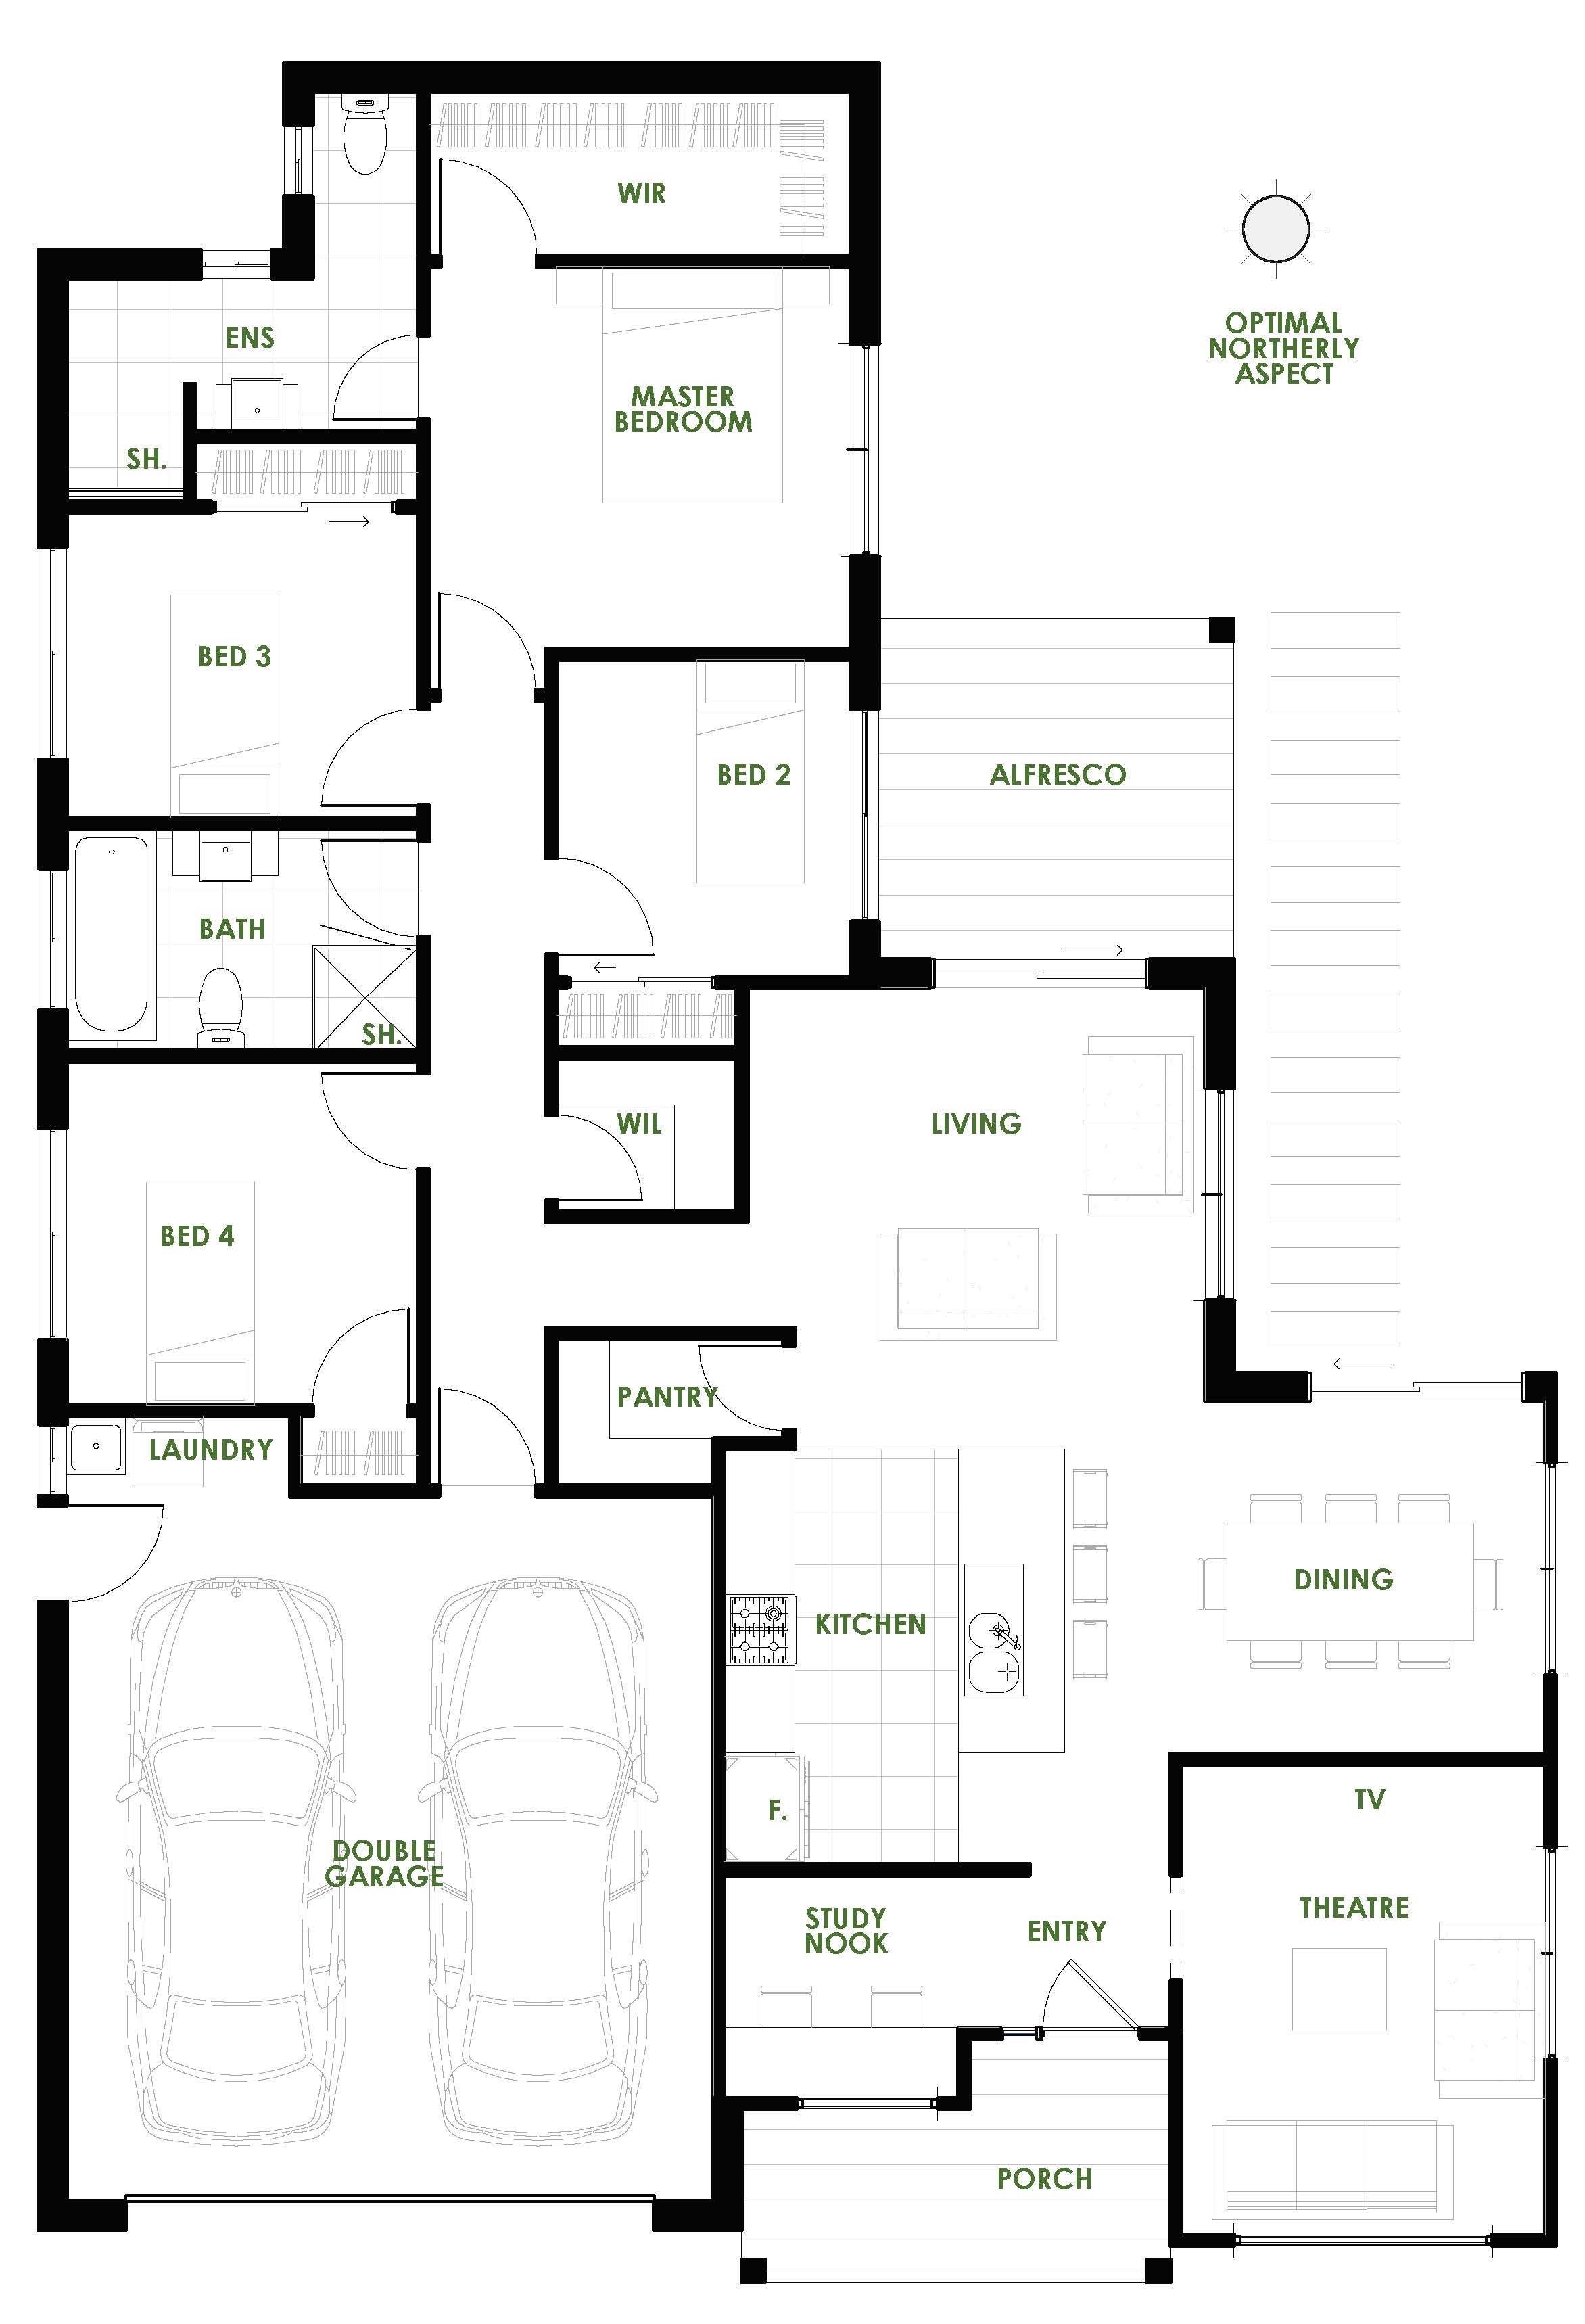 WIR
OPTIMAL
NORTHERLY
ASPECT
ENS
MASTER
BEDROOM
SH.
BED 3
BED 2
ALFRESCO
BATH
SH.
WIL
LIVING
BED 4
PANTRY
LAUNDRY
DINING
KITCHEN
TV
F.
DOUBLE
GARAGE
THEATRE
STUDY
NOOK
ENTRY
PORCH